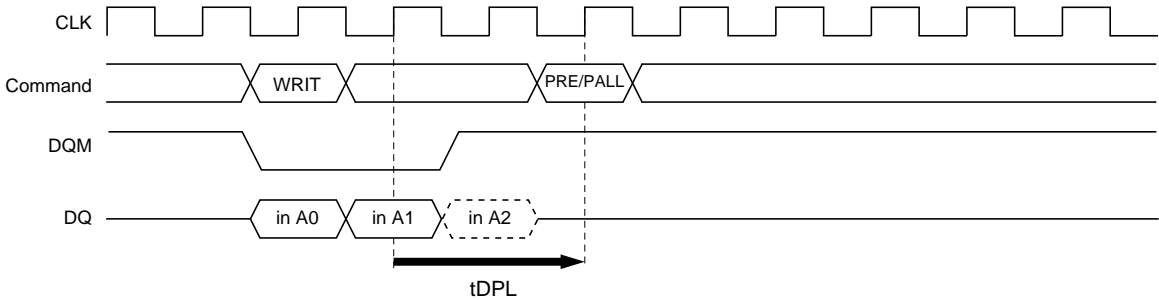 CLK
Command WRIT PRE/PALL
DQM
DQ in A0 in A1 in A2
tDPL